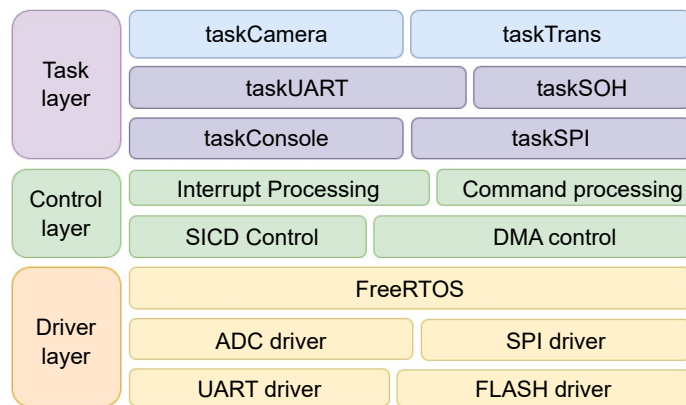 Task
layer
taskCamera
taskTrans
taskUART
taskSOH
taskConsole
taskSPI
Control
layer
Interrupt Processing
Command processing
SICD Control
DMA control
Driver
layer
FreeRTOS
ADC driver
SPI driver
UART driver
FLASH driver